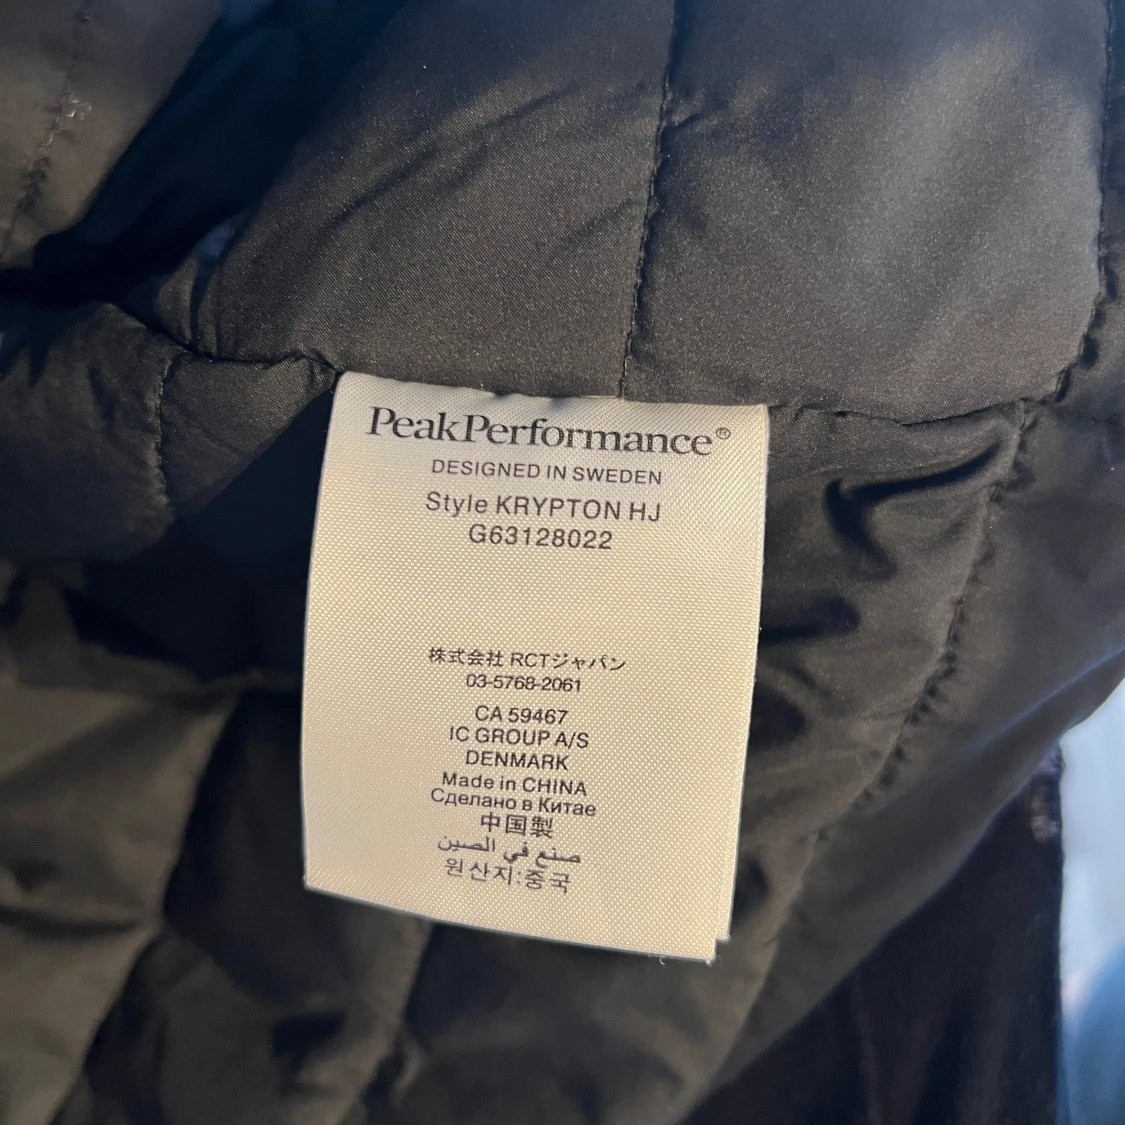 PeakPerformance®
DESIGNED IN SWEDEN
Style KRYPTON HJ
G63128022
株式会社 RCTジャパン
03-5768-2061
CA 59467
IC GROUP A/S
DENMARK
Made in CHINA
Сделано в Китае
中国製
صنع في الصين
원산지:중국